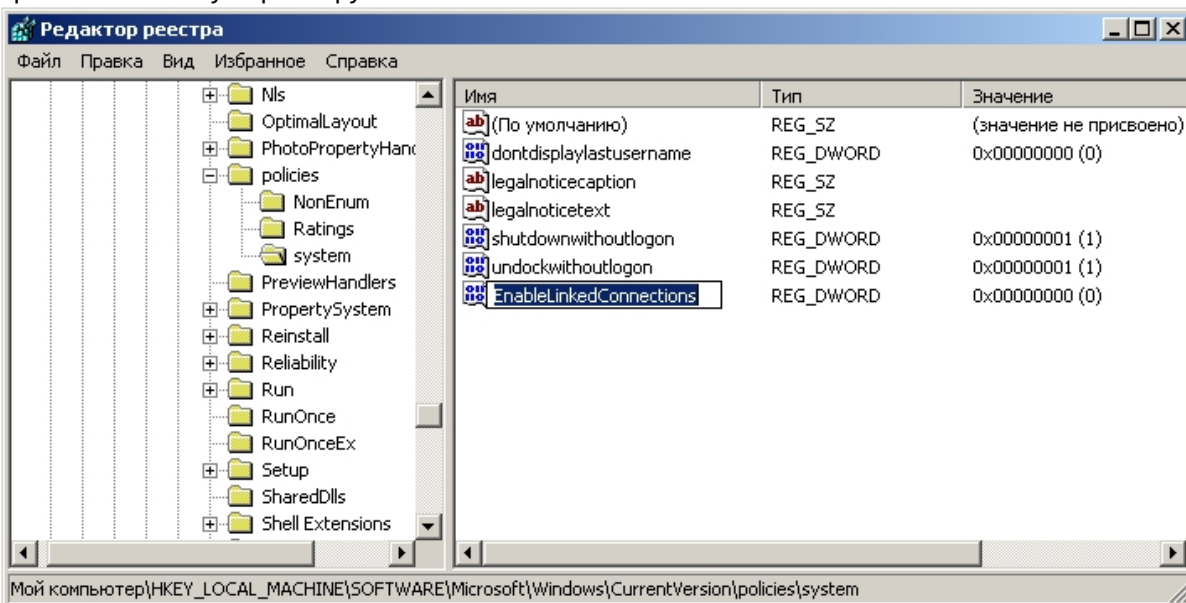 Редактор реестра
Файл Правка Вид Избранное Справка
Nls
OptimalLayout
PhotoPropertyHand
policies
NonEnum
Ratings
system
PreviewHandlers
PropertySystem
Reinstall
Reliability
Run
RunOnce
RunOnceEx
Setup
SharedDlls
Shell Extensions
Имя Тип Значение
(По умолчанию) REG_SZ (значение не присвоено)
dontdisplaylastusername REG_DWORD 0x00000000 (0)
legalnoticecaption REG_SZ
legalnoticetext REG_SZ
shutdownwithoutlogon REG_DWORD 0x00000001 (1)
undockwithoutlogon REG_DWORD 0x00000001 (1)
EnableLinkedConnections REG_DWORD 0x00000000 (0)
Мой компьютер\HKEY_LOCAL_MACHINE\SOFTWARE\Microsoft\Windows\CurrentVersion\policies\system